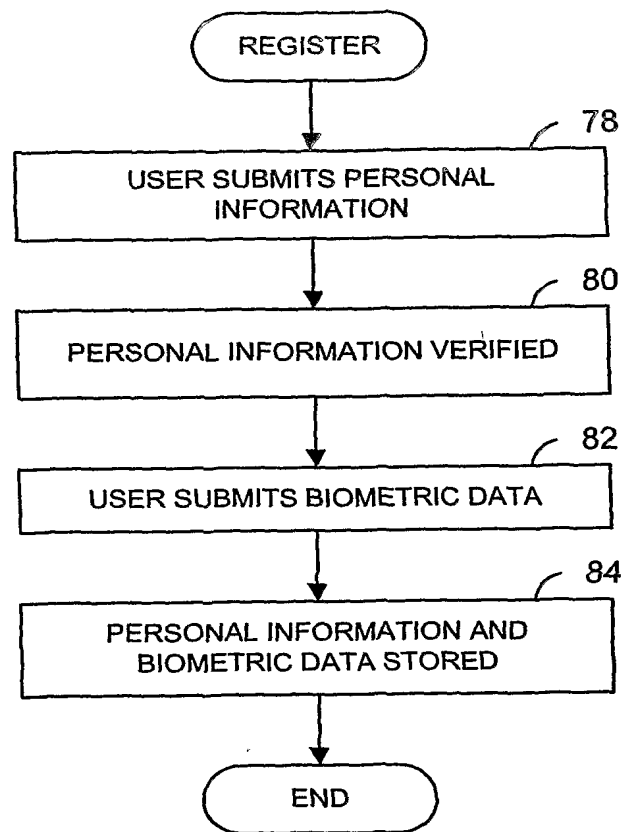 REGISTER
78
USER SUBMITS PERSONAL
INFORMATION
80
PERSONAL INFORMATION VERIFIED
82
USER SUBMITS BIOMETRIC DATA
84
PERSONAL INFORMATION AND
BIOMETRIC DATA STORED
END